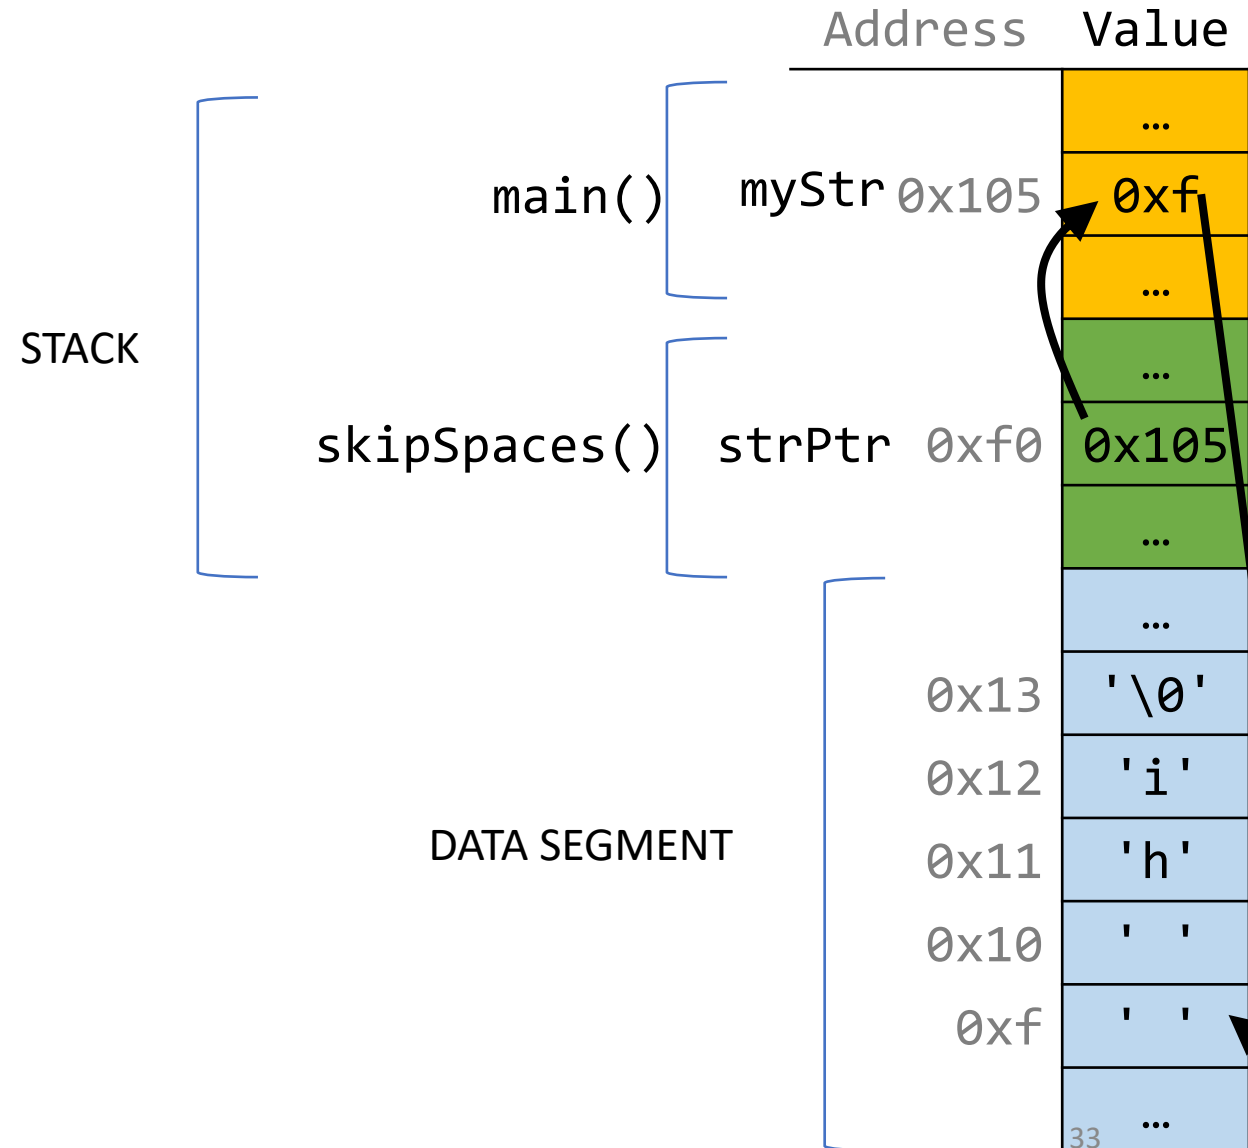 Address Value
…
main() myStr 0x105 0xf
…
STACK
…
skipSpaces() strPtr 0xf0 0x105
…
…
0x13 '\0'
0x12 'i'
DATA SEGMENT
0x11 'h'
0x10 ' '
0xf ' '
…
33